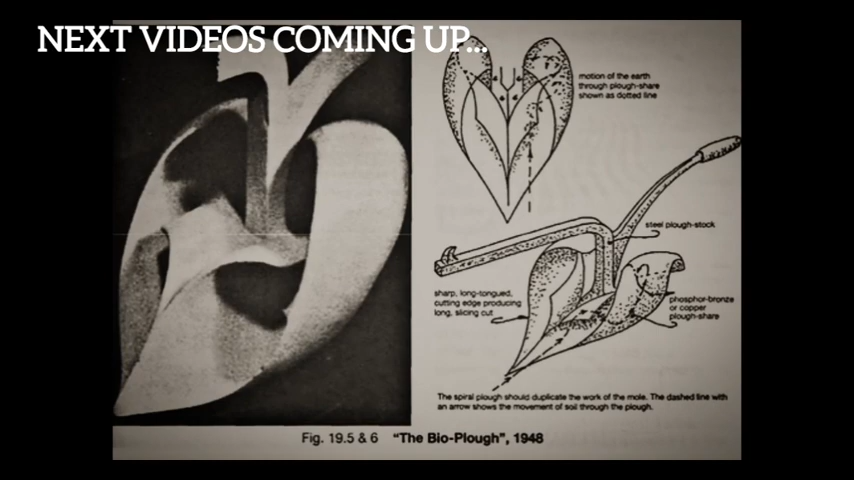 NEXT VIDEOS COMING UP...
motion of the earth
through plough-share
shown as dotted line
steel plough-stock
sharp, long-tongued,
cutting edge producing
long, slicing cut
phosphor-bronze
or copper
plough-share
The spiral plough should duplicate the work of the mole. The dashed line with
an arrow shows the movement of soil through the plough.
Fig. 19.5 & 6 "The Bio-Plough", 1948